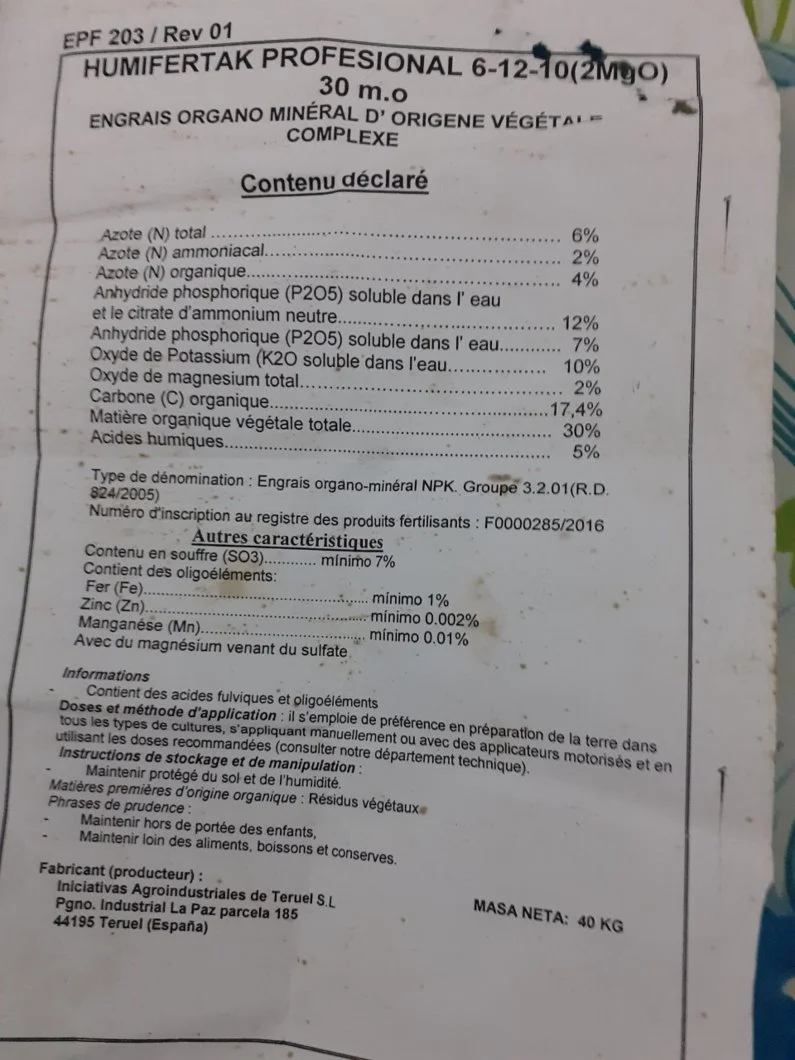 EPF 203 / Rev 01
HUMIFERTAK PROFESIONAL 6-12-10(2MgO)
30 m.o
ENGRAIS ORGANO MINÉRAL D' ORIGENE VÉGÉTALE
COMPLEXE
Contenu déclaré
Azote (N) total ........................................ 6%
Azote (N) ammoniacal........................................ 2%
Azote (N) organique........................................ 4%
Anhydride phosphorique (P2O5) soluble dans l' eau
et le citrate d'ammonium neutre........................................ 12%
Anhydride phosphorique (P2O5) soluble dans l' eau........... 7%
Oxyde de Potassium (K2O soluble dans l'eau.................. 10%
Oxyde de magnesium total........................................ 2%
Carbone (C) organique........................................17,4%
Matière organique végétale totale........................................ 30%
Acides humiques........................................ 5%
Type de dénomination : Engrais organo-minéral NPK. Groupe 3.2.01(R.D.
824/2005)
Numéro d'inscription au registre des produits fertilisants : F0000285/2016
Autres caractéristiques
Contenu en souffre (SO3)............ mínimo 7%
Contient des oligoéléments:
Fer (Fe)........................................ mínimo 1%
Zinc (Zn)........................................ mínimo 0.002%
Manganése (Mn)........................................ mínimo 0.01%
Avec du magnésium venant du sulfate
Informations
- Contient des acides fulviques et oligoéléments
Doses et méthode d'application : il s'emploie de préférence en préparation de la terre dans
tous les types de cultures, s'appliquant manuellement ou avec des applicateurs motorisés et en
utilisant les doses recommandées (consulter notre département technique).
Instructions de stockage et de manipulation :
- Maintenir protégé du sol et de l'humidité.
Matières premières d'origine organique : Résidus végétaux
Phrases de prudence :
- Maintenir hors de portée des enfants,
- Maintenir loin des aliments, boissons et conserves.
Fabricant (producteur) :
Iniciativas Agroindustriales de Teruel S.L
Pgno. Industrial La Paz parcela 185
44195 Teruel (España)
MASA NETA: 40 KG